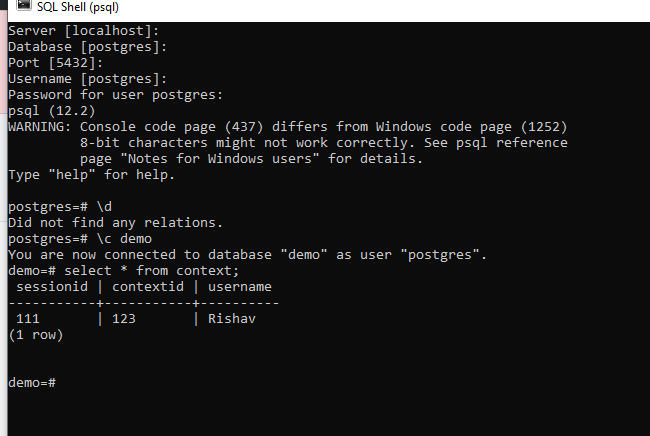 SQL Shell (psql)
Server [localhost]:
Database [postgres]:
Port [5432]:
Username [postgres]:
Password for user postgres:
psql (12.2)
WARNING: Console code page (437) differs from Windows code page (1252)
         8-bit characters might not work correctly. See psql reference
         page "Notes for Windows users" for details.
Type "help" for help.

postgres=# \d
Did not find any relations.
postgres=# \c demo
You are now connected to database "demo" as user "postgres".
demo=# select * from context;
 sessionid | contextid | username
-----------+-----------+----------
 111       | 123       | Rishav
(1 row)


demo=#